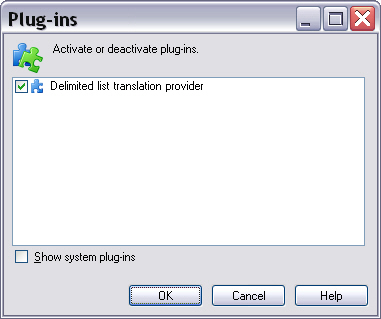 Plug-ins
Activate or deactivate plug-ins.
Delimited list translation provider
Show system plug-ins
OK
Cancel
Help